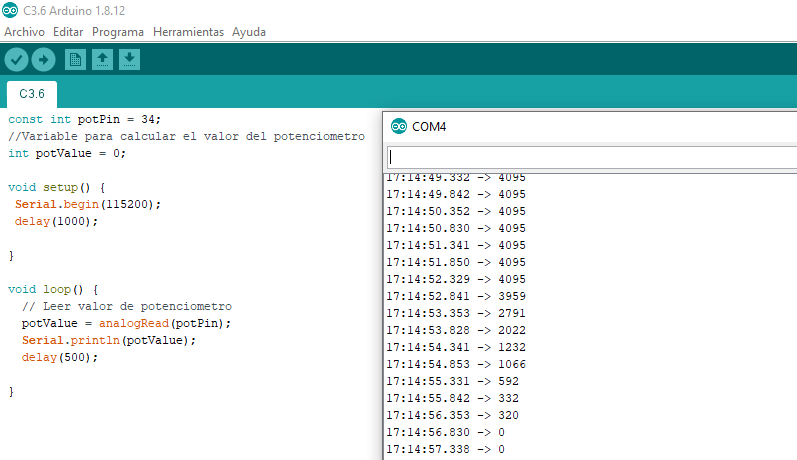 C3.6 Arduino 1.8.12
Archivo Editar Programa Herramientas Ayuda
C3.6
const int potPin = 34;
//Variable para calcular el valor del potenciometro
int potValue = 0;
void setup() {
Serial.begin(115200);
delay(1000);
}
void loop() {
// Leer valor de potenciometro
potValue = analogRead(potPin);
Serial.println(potValue);
delay(500);
}
COM4
17:14:49.332 -> 4095
17:14:49.842 -> 4095
17:14:50.352 -> 4095
17:14:50.830 -> 4095
17:14:51.341 -> 4095
17:14:51.850 -> 4095
17:14:52.329 -> 4095
17:14:52.841 -> 3959
17:14:53.353 -> 2791
17:14:53.828 -> 2022
17:14:54.341 -> 1232
17:14:54.853 -> 1066
17:14:55.331 -> 592
17:14:55.842 -> 332
17:14:56.353 -> 320
17:14:56.830 -> 0
17:14:57.338 -> 0